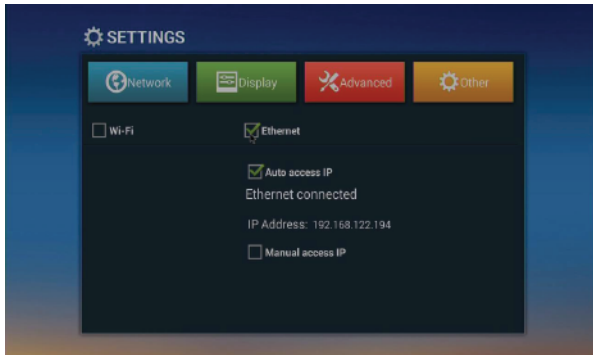 SETTINGS
Network Display Advanced Other
Wi-Fi Ethernet
Auto access IP
Ethernet connected
IP Address: 192.168.122.194
Manual access IP